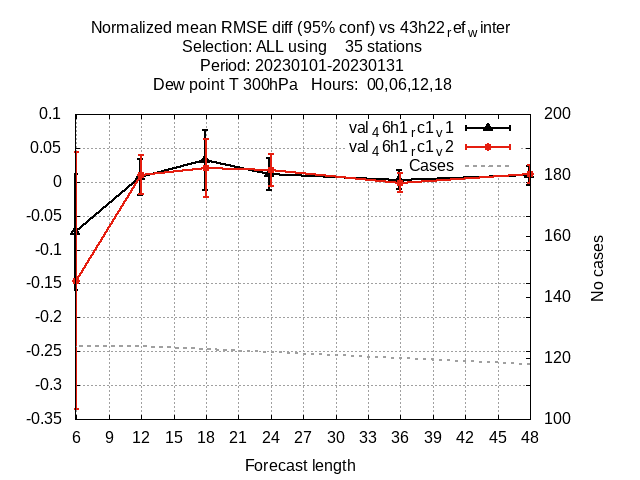 Normalized mean RMSE diff (95% conf) vs 43h22refwinter
Selection: ALL using    35 stations
Period: 20230101-20230131
Dew point T 300hPa   Hours:  00,06,12,18
val46h1rc1v1
val46h1rc1v2
Cases
0.1
0.05
0
-0.05
-0.1
-0.15
-0.2
-0.25
-0.3
-0.35
200
180
160
140
120
100
No cases
6 9 12 15 18 21 24 27 30 33 36 39 42 45 48
Forecast length